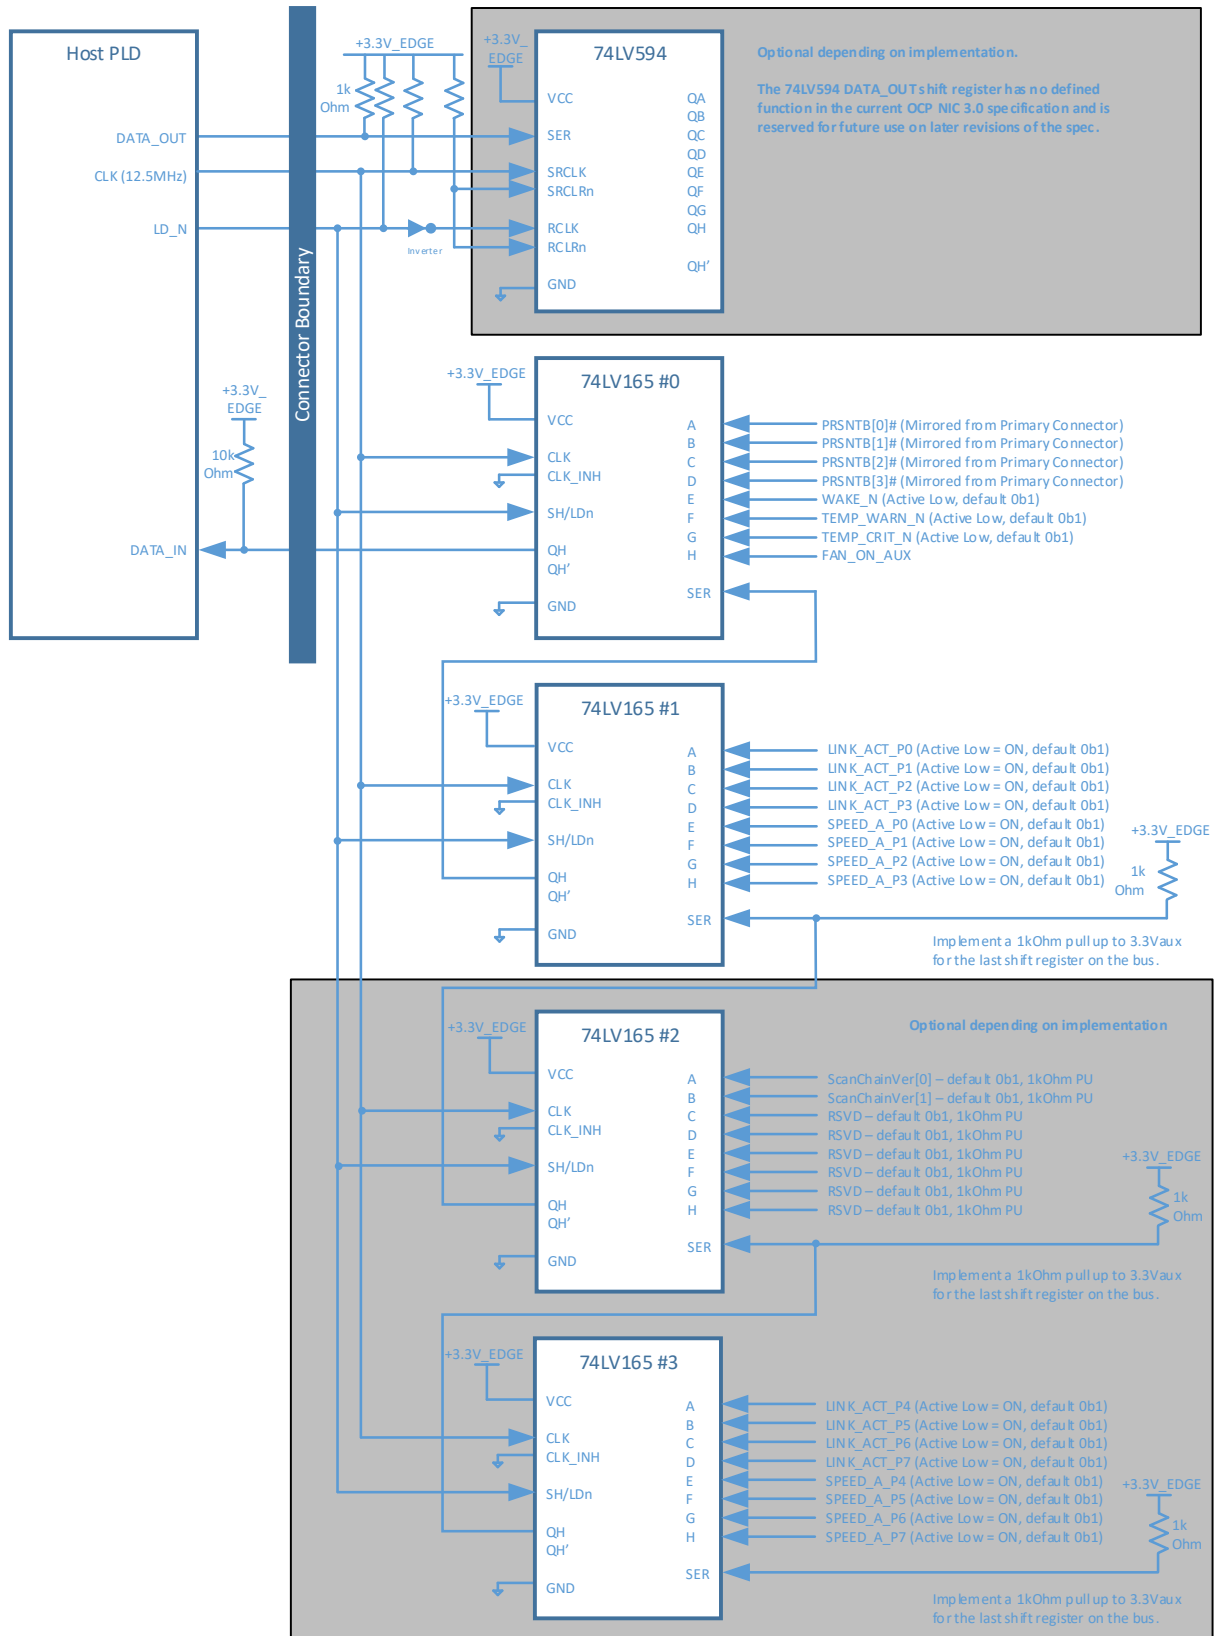 Host PLD
DATA_OUT
CLK (12.5MHz)
LD_N
+3.3V_
EDGE
10k
Ohm
DATA_IN
Connector Boundary
+3.3V_EDGE
1k
Ohm
Inverter
+3.3V_
EDGE
74LV594
VCC
SER
SRCLK
SRCLRn
RCLK
RCLRn
GND
QA
QB
QC
QD
QE
QF
QG
QH
QH'
Optional depending on implementation.
The 74LV594 DATA_OUT shift register has no defined
function in the current OCP NIC 3.0 specification and is
reserved for future use on later revisions of the spec.
+3.3V_EDGE
74LV165 #0
VCC
CLK
CLK_INH
SH/LDn
QH
QH'
GND
A
B
C
D
E
F
G
H
SER
PRSNTB[0]# (Mirrored from Primary Connector)
PRSNTB[1]# (Mirrored from Primary Connector)
PRSNTB[2]# (Mirrored from Primary Connector)
PRSNTB[3]# (Mirrored from Primary Connector)
WAKE_N (Active Low, default 0b1)
TEMP_WARN_N (Active Low, default 0b1)
TEMP_CRIT_N (Active Low, default 0b1)
FAN_ON_AUX
+3.3V_EDGE
74LV165 #1
VCC
CLK
CLK_INH
SH/LDn
QH
QH'
GND
A
B
C
D
E
F
G
H
SER
LINK_ACT_P0 (Active Low = ON, default 0b1)
LINK_ACT_P1 (Active Low = ON, default 0b1)
LINK_ACT_P2 (Active Low = ON, default 0b1)
LINK_ACT_P3 (Active Low = ON, default 0b1)
SPEED_A_P0 (Active Low = ON, default 0b1)
SPEED_A_P1 (Active Low = ON, default 0b1)
SPEED_A_P2 (Active Low = ON, default 0b1)
SPEED_A_P3 (Active Low = ON, default 0b1)
+3.3V_EDGE
1k
Ohm
Implement a 1kOhm pull up to 3.3Vaux
for the last shift register on the bus.
+3.3V_EDGE
74LV165 #2
VCC
CLK
CLK_INH
SH/LDn
QH
QH'
GND
A
B
C
D
E
F
G
H
SER
Optional depending on implementation
ScanChainVer[0] – default 0b1, 1kOhm PU
ScanChainVer[1] – default 0b1, 1kOhm PU
RSVD – default 0b1, 1kOhm PU
RSVD – default 0b1, 1kOhm PU
RSVD – default 0b1, 1kOhm PU
RSVD – default 0b1, 1kOhm PU
RSVD – default 0b1, 1kOhm PU
RSVD – default 0b1, 1kOhm PU
+3.3V_EDGE
1k
Ohm
Implement a 1kOhm pull up to 3.3Vaux
for the last shift register on the bus.
+3.3V_EDGE
74LV165 #3
VCC
CLK
CLK_INH
SH/LDn
QH
QH'
GND
A
B
C
D
E
F
G
H
SER
LINK_ACT_P4 (Active Low = ON, default 0b1)
LINK_ACT_P5 (Active Low = ON, default 0b1)
LINK_ACT_P6 (Active Low = ON, default 0b1)
LINK_ACT_P7 (Active Low = ON, default 0b1)
SPEED_A_P4 (Active Low = ON, default 0b1)
SPEED_A_P5 (Active Low = ON, default 0b1)
SPEED_A_P6 (Active Low = ON, default 0b1)
SPEED_A_P7 (Active Low = ON, default 0b1)
+3.3V_EDGE
1k
Ohm
Implement a 1kOhm pull up to 3.3Vaux
for the last shift register on the bus.